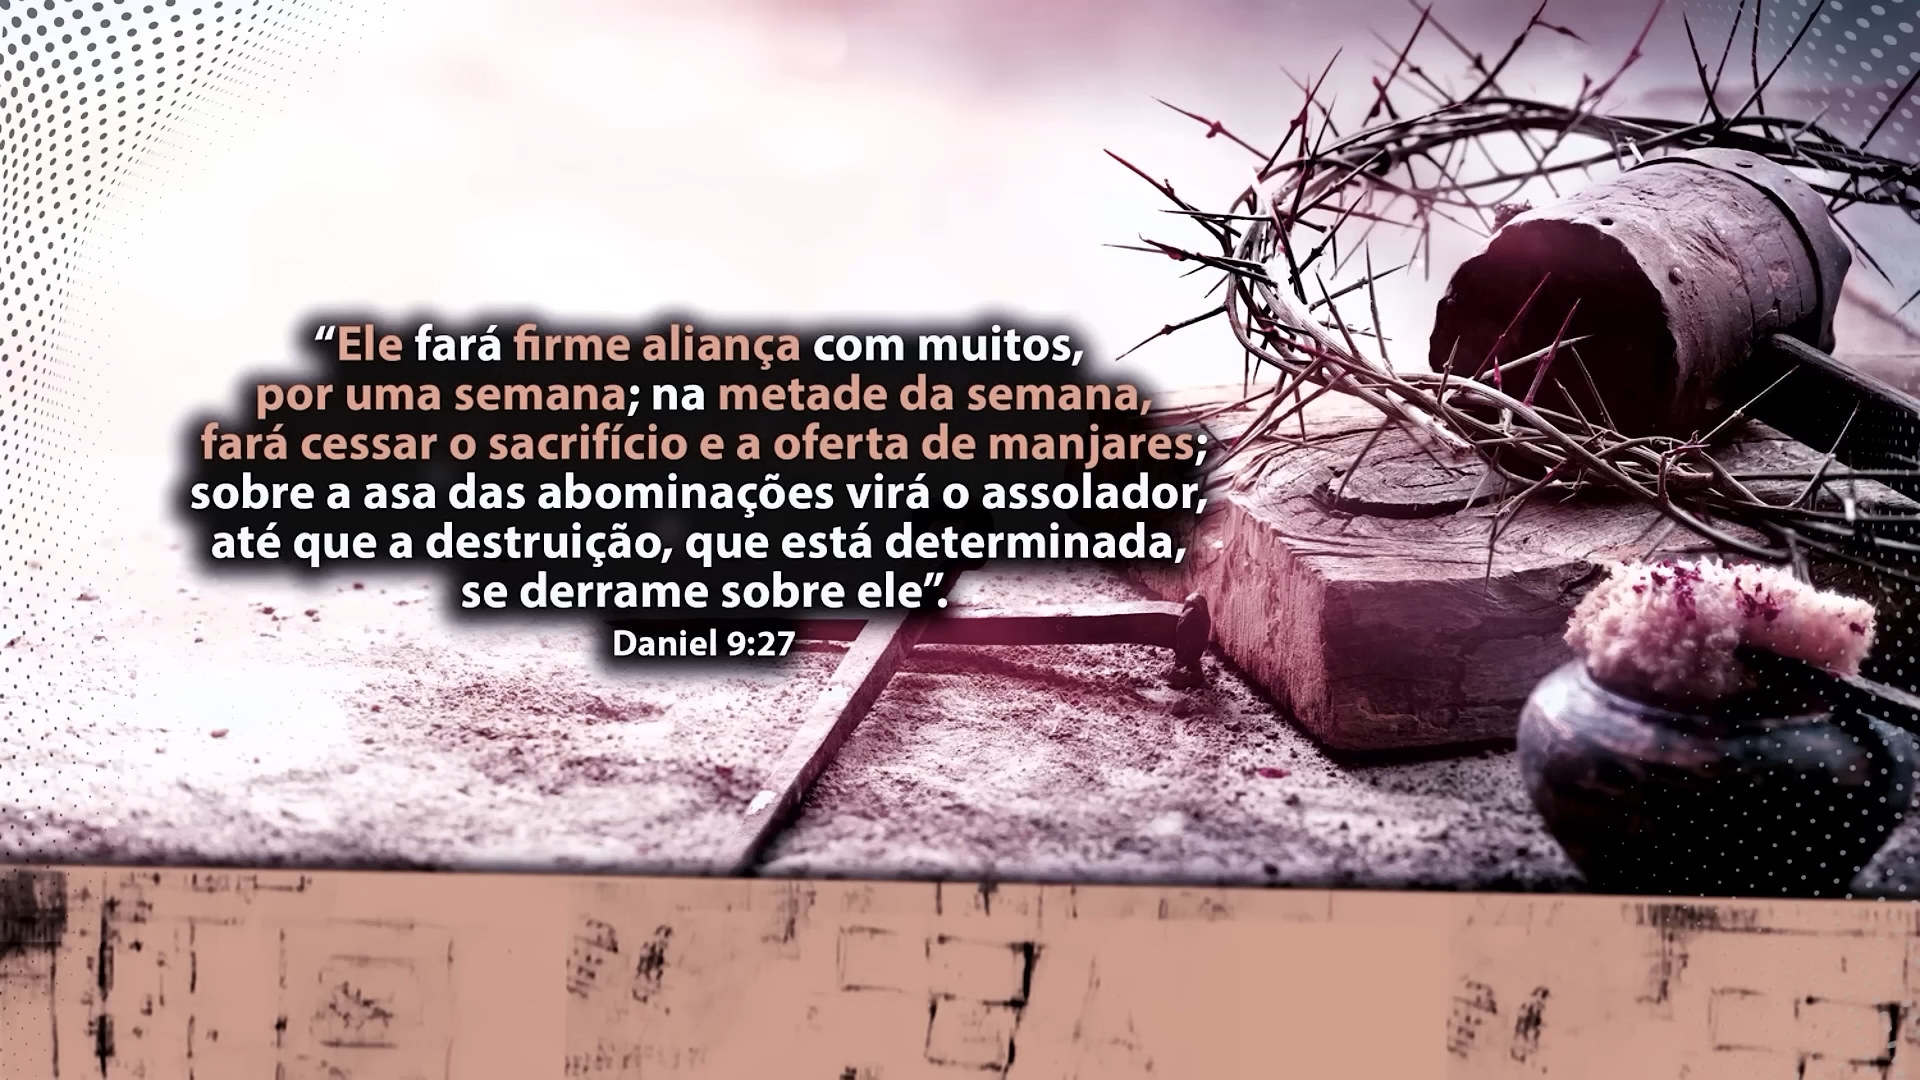 “Ele fará firme aliança com muitos,
por uma semana; na metade da semana,
fará cessar o sacrifício e a oferta de manjares;
sobre a asa das abominações virá o assolador,
até que a destruição, que está determinada,
se derrame sobre ele”.
Daniel 9:27